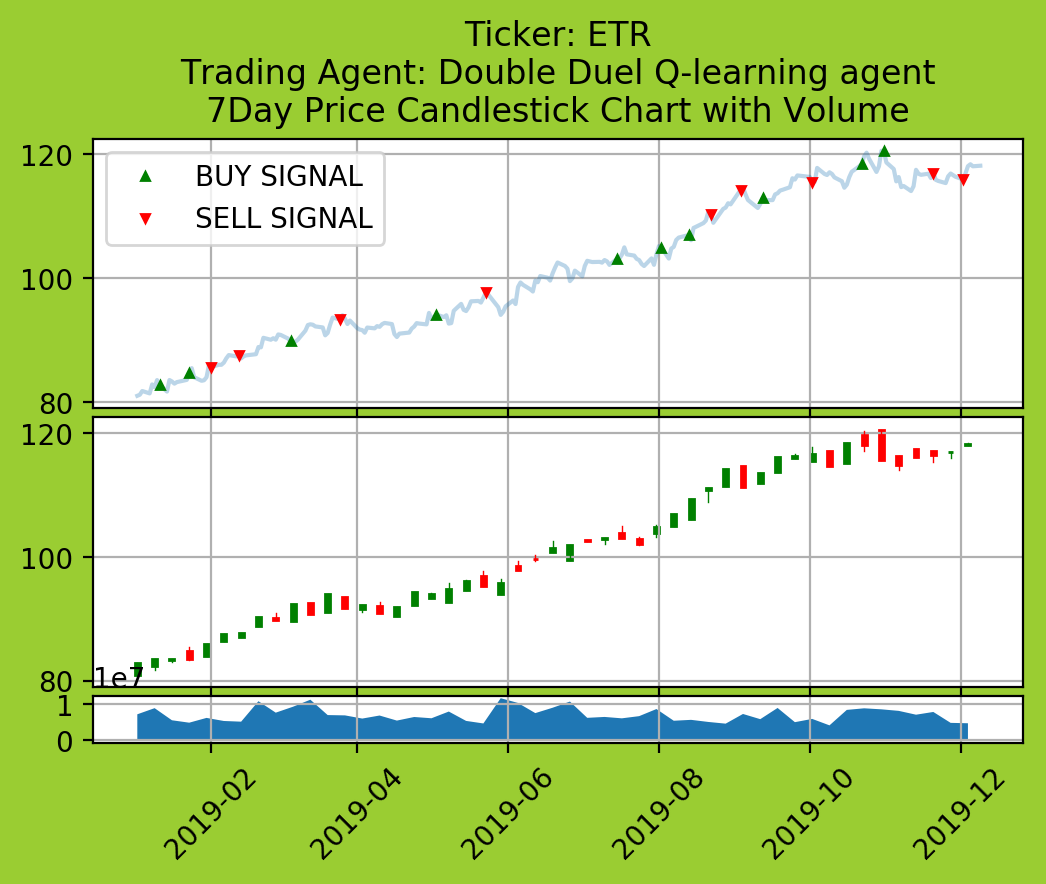 Ticker: ETR
Trading Agent: Double Duel Q-learning agent
7Day Price Candlestick Chart with Volume
120
100
80
BUY SIGNAL
SELL SIGNAL
120
100
80
1e7
1
0
2019-02
2019-04
2019-06
2019-08
2019-10
2019-12